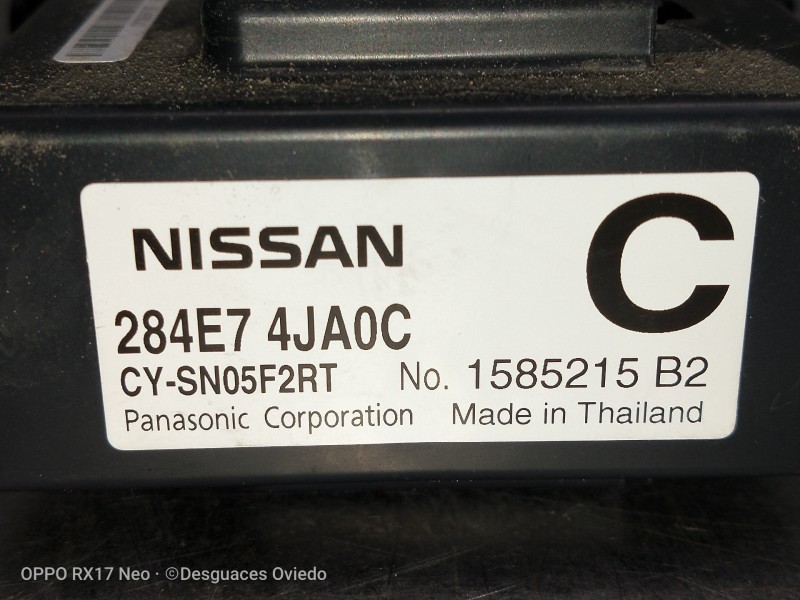 NISSAN
C
284E7 4JA0C
CY-SN05F2RT No. 1585215 B2
Panasonic Corporation Made in Thailand
OPPO RX17 Neo · ©Desguaces Oviedo